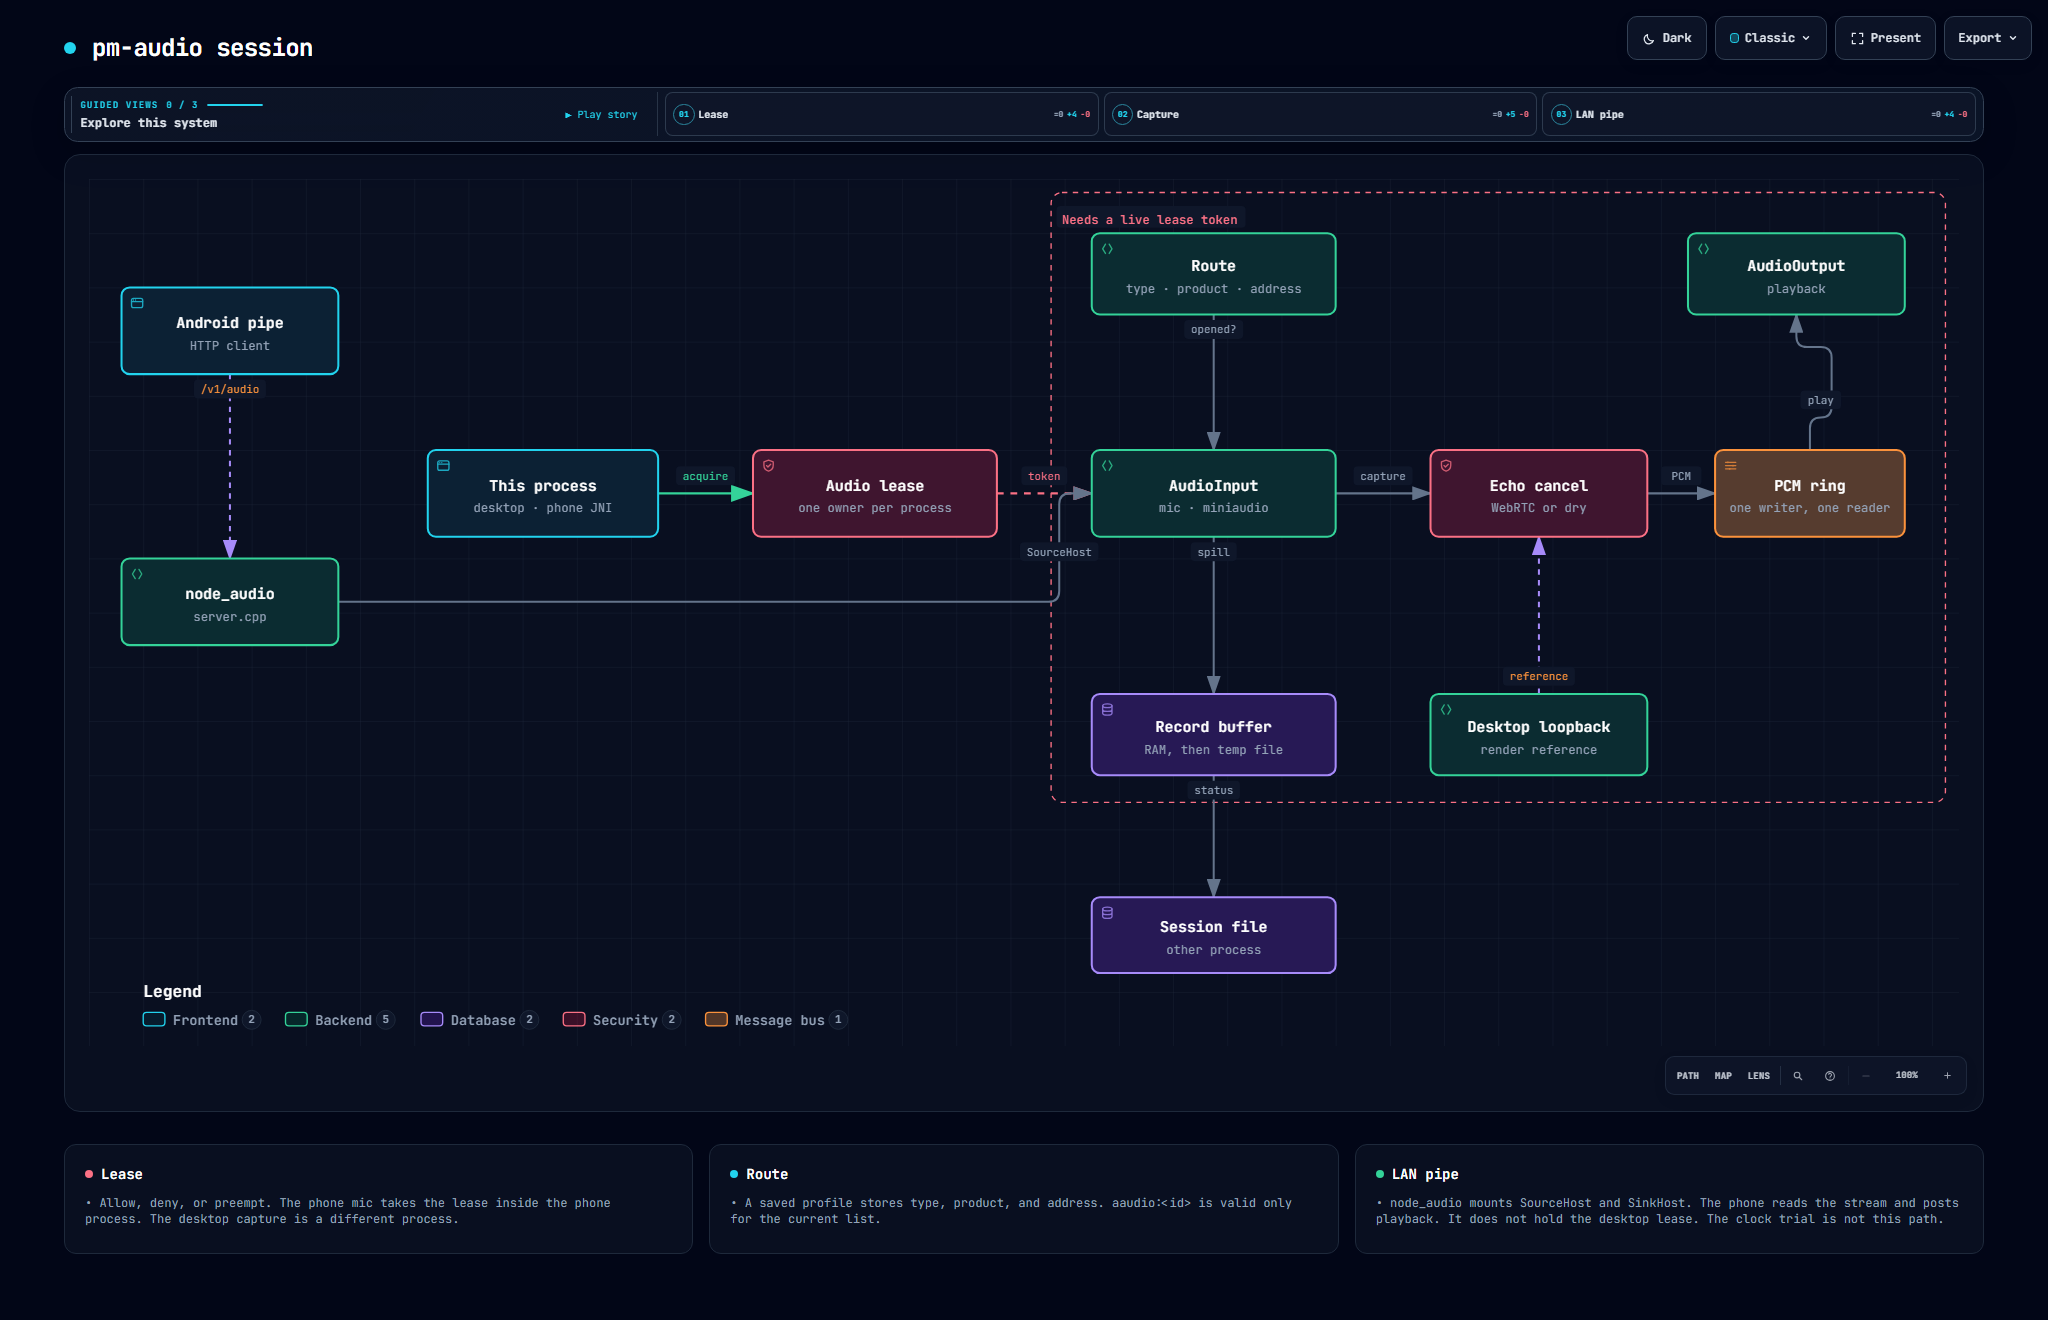 pm-audio session
Dark
Classic
Present
Export
GUIDED VIEWS 0 / 3
Explore this system
▶ Play story
01 Lease =0 +4 -0
02 Capture =0 +5 -0
03 LAN pipe =0 +4 -0
Needs a live lease token
Route
type · product · address
AudioOutput
playback
opened?
Android pipe
HTTP client
/v1/audio
play
This process
desktop · phone JNI
acquire
Audio lease
one owner per process
token
AudioInput
mic · miniaudio
capture
Echo cancel
WebRTC or dry
PCM
PCM ring
one writer, one reader
SourceHost
spill
node_audio
server.cpp
reference
Record buffer
RAM, then temp file
Desktop loopback
render reference
status
Session file
other process
Legend
Frontend 2
Backend 5
Database 2
Security 2
Message bus 1
PATH MAP LENS − 100% +
Lease
• Allow, deny, or preempt. The phone mic takes the lease inside the phone
process. The desktop capture is a different process.
Route
• A saved profile stores type, product, and address. aaudio:<id> is valid only
for the current list.
LAN pipe
• node_audio mounts SourceHost and SinkHost. The phone reads the stream and posts
playback. It does not hold the desktop lease. The clock trial is not this path.